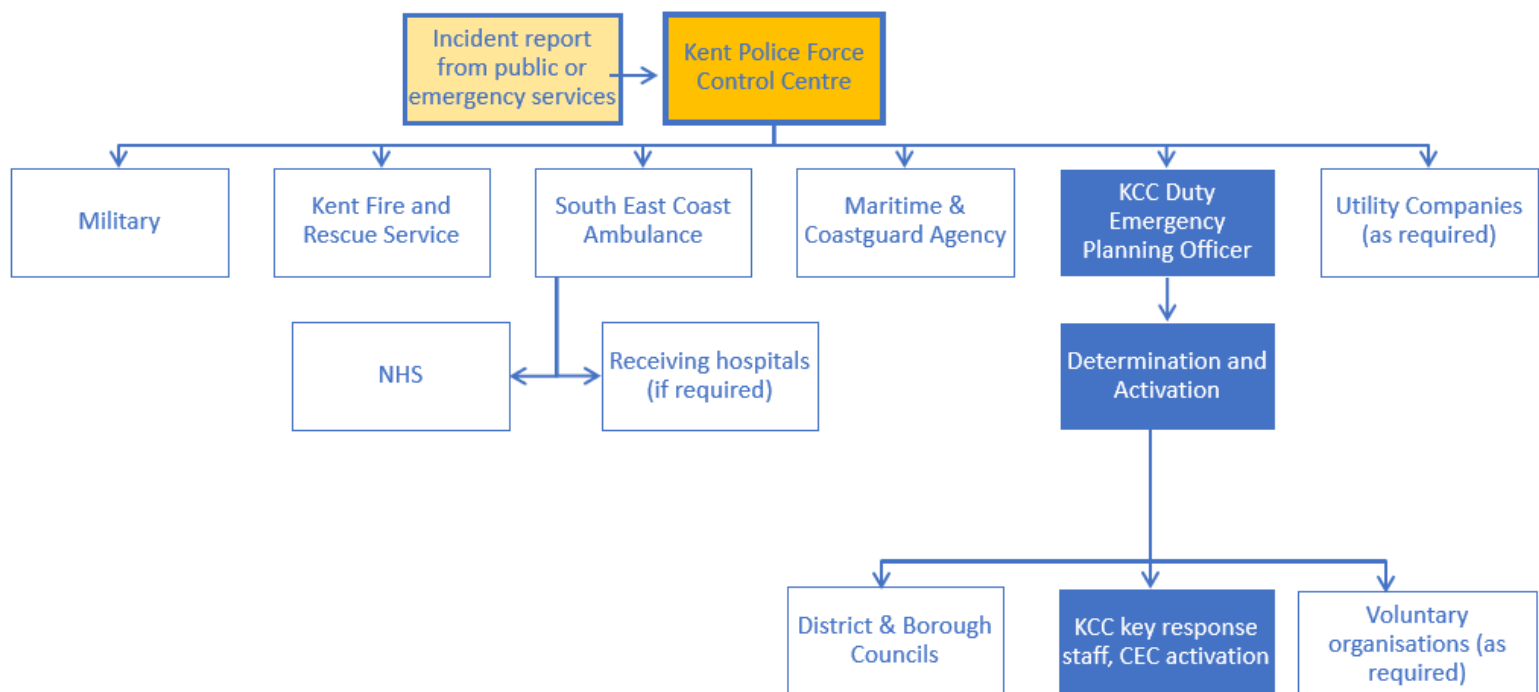 Incident report
from public or
emergency services
Kent Police Force
Control Centre
Military
Kent Fire and
Rescue Service
South East Coast
Ambulance
Maritime &
Coastguard Agency
KCC Duty
Emergency
Planning Officer
Utility Companies
(as required)
NHS
Receiving hospitals
(if required)
Determination and
Activation
District & Borough
Councils
KCC key response
staff, CEC activation
Voluntary
organisations (as
required)